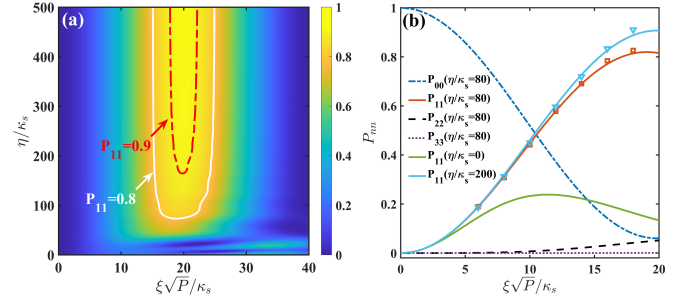 (a)
500
400
300
200
100
0
η/κₛ
P₁₁=0.9
P₁₁=0.8
0
10
20
30
40
ξ√P/κₛ
1
0.8
0.6
0.4
0.2
0
(b)
1
0.8
0.6
0.4
0.2
0
Pₙₙ
P₀₀(η/κₛ=80)
P₁₁(η/κₛ=80)
P₂₂(η/κₛ=80)
P₃₃(η/κₛ=80)
P₁₁(η/κₛ=0)
P₁₁(η/κₛ=200)
0
5
10
15
20
ξ√P/κₛ